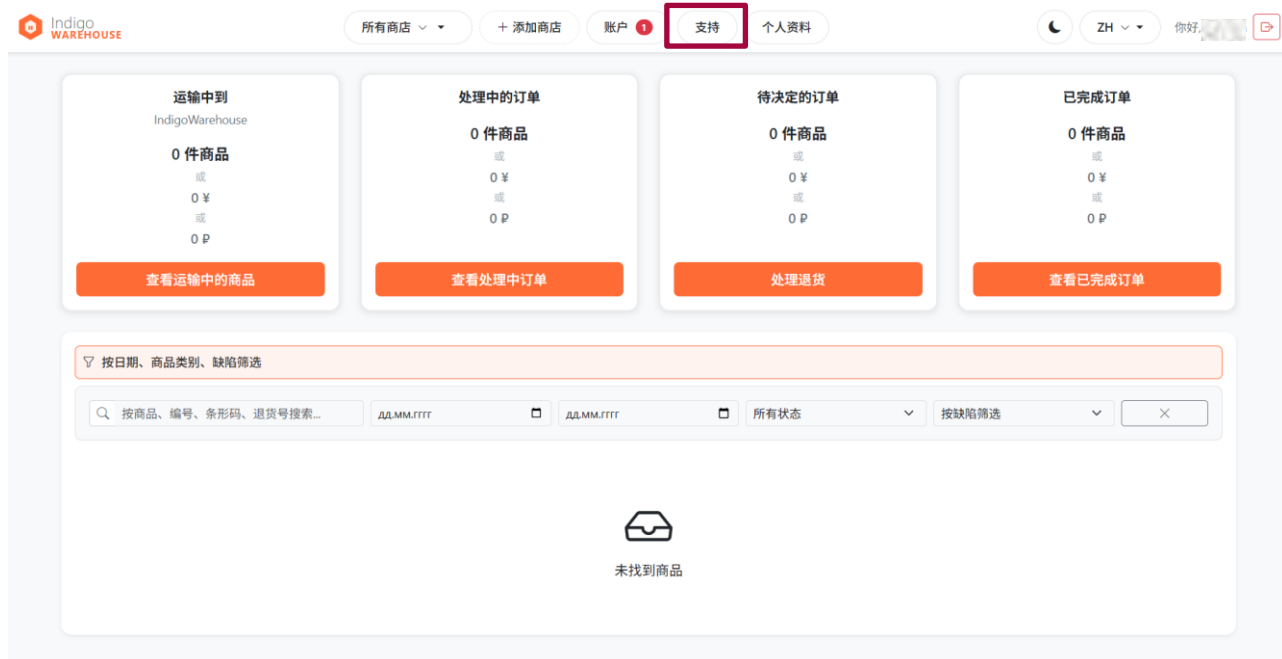 Indigo
WAREHOUSE
所有商店
+ 添加商店
账户 1
支持
个人资料
ZH
你好,
运输中到
IndigoWarehouse
0 件商品
或
0 ¥
或
0 ₽
查看运输中的商品
处理中的订单
0 件商品
或
0 ¥
或
0 ₽
查看处理中订单
待决定的订单
0 件商品
或
0 ¥
或
0 ₽
处理退货
已完成订单
0 件商品
或
0 ¥
或
0 ₽
查看已完成订单
按日期、商品类别、缺陷筛选
按商品、编号、条形码、退货号搜索...
дд.мм.гггг
дд.мм.гггг
所有状态
按缺陷筛选
未找到商品